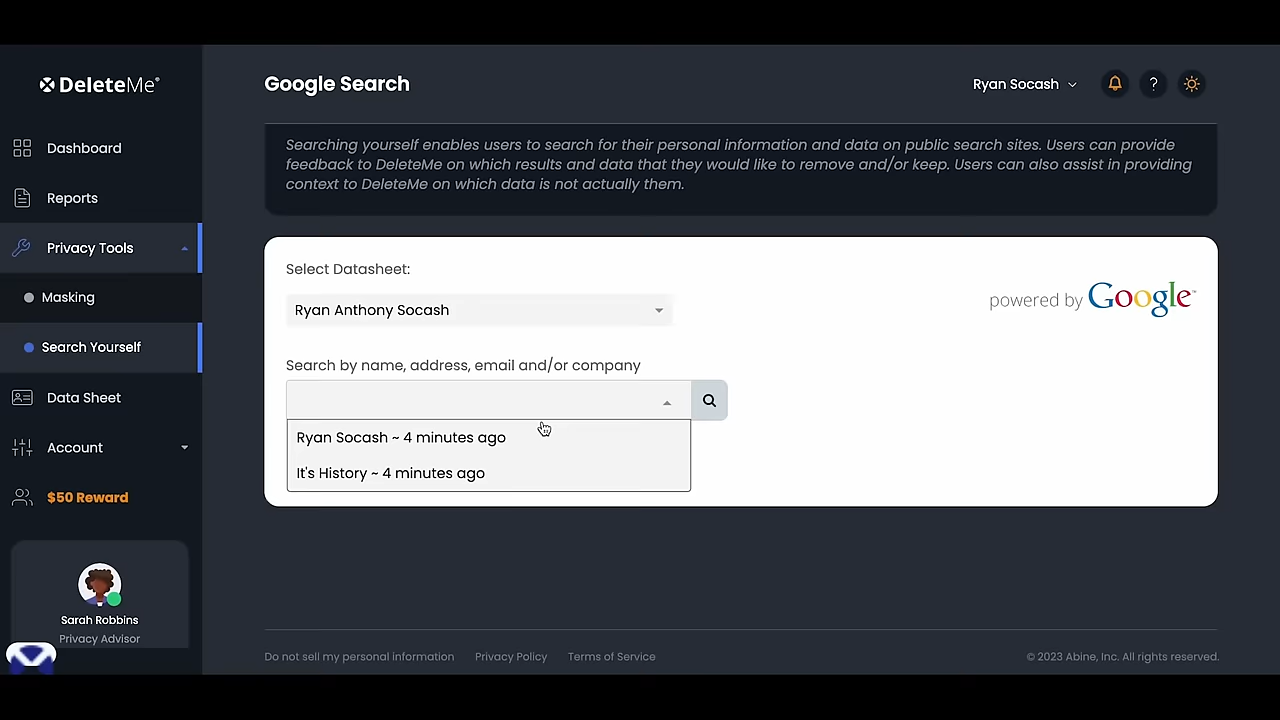 DeleteMe®
Dashboard
Reports
Privacy Tools
Masking
Search Yourself
Data Sheet
Account
$50 Reward
Sarah Robbins
Privacy Advisor
Google Search
Ryan Socash
?
Searching yourself enables users to search for their personal information and data on public search sites. Users can provide
feedback to DeleteMe on which results and data that they would like to remove and/or keep. Users can also assist in providing
context to DeleteMe on which data is not actually them.
Select Datasheet:
Ryan Anthony Socash
powered by Google™
Search by name, address, email and/or company
Ryan Socash ~ 4 minutes ago
It's History ~ 4 minutes ago
Do not sell my personal information
Privacy Policy
Terms of Service
© 2023 Abine, Inc. All rights reserved.